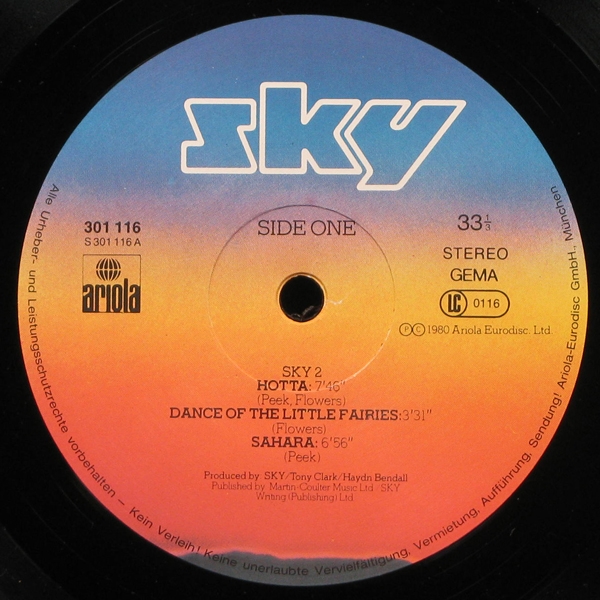 sky
301 116
S 301 116 A
ariola
SIDE ONE
33⅓
STEREO
GEMA
LC 0116
Ⓟ©1980 Ariola Eurodisc. Ltd.
SKY 2
HOTTA: 7'46"
(Peek, Flowers)
DANCE OF THE LITTLE FAIRIES:3'31"
(Flowers)
SAHARA: 6'56"
(Peek)
Produced by SKY/Tony Clark/Haydn Bendall
Published by Martin-Coulter Music Ltd - SKY
Writing (Publishing) Ltd.
Alle Urheber- und Leistungsschutzrechte vorbehalten – Kein Verleih! Keine unerlaubte Vervielfältigung, Vermietung, Aufführung, Sendung! Ariola-Eurodisc GmbH., München